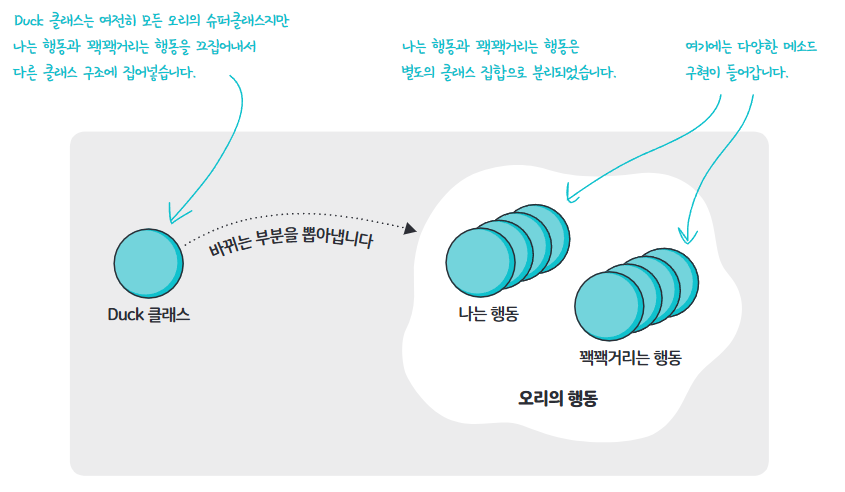 Duck 클래스는 여전히 모든 오리의 슈퍼클래스지만
나는 행동과 꽥꽥거리는 행동을 끄집어내서
다른 클래스 구조에 집어넣습니다.
나는 행동과 꽥꽥거리는 행동은
별도의 클래스 집합으로 분리되었습니다.
여기에는 다양한 메소드
구현이 들어갑니다.
바뀌는 부분을 뽑아냅니다
Duck 클래스
나는 행동
꽥꽥거리는 행동
오리의 행동